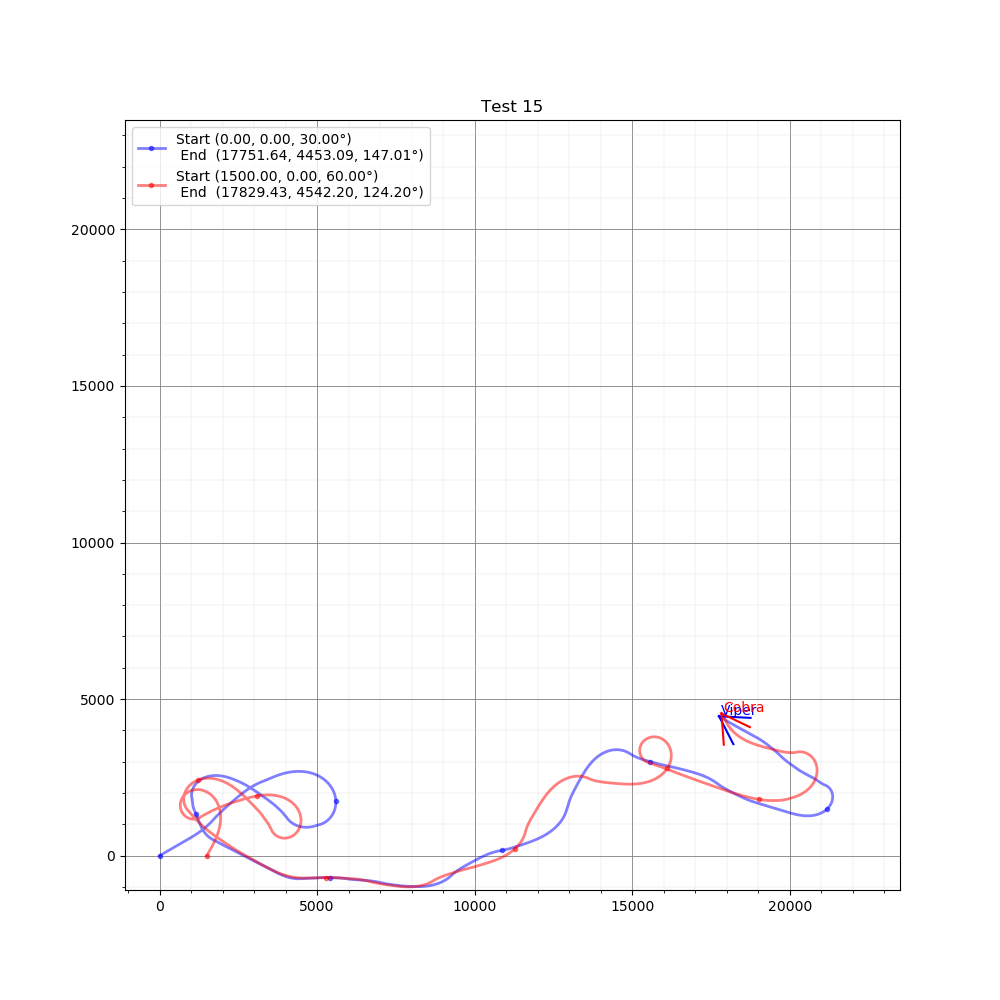 Test 15
Start (0.00, 0.00, 30.00°)
End (17751.64, 4453.09, 147.01°)
Start (1500.00, 0.00, 60.00°)
End (17829.43, 4542.20, 124.20°)
20000
15000
10000
5000
0
Cobra
Viper
0 5000 10000 15000 20000